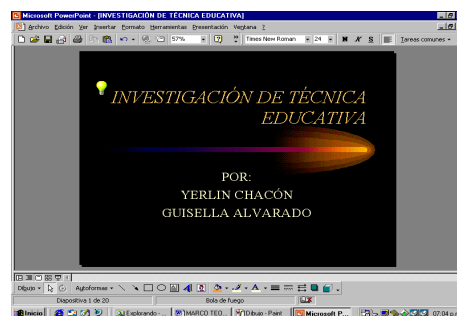 Microsoft PowerPoint - [INVESTIGACIÓN DE TÉCNICA EDUCATIVA]
Archivo Edición Ver Insertar Formato Herramientas Presentación Ventana ?
57% Times New Roman 24 N K S Tareas comunes
INVESTIGACIÓN DE TÉCNICA
EDUCATIVA
POR:
YERLIN CHACÓN
GUISELLA ALVARADO
Dibujo Autoformas
Diapositiva 1 de 20 Bola de fuego
Inicio Explorando -... MARCO TEO... Dibujo - Paint Microsoft P... 07:04 p.m.